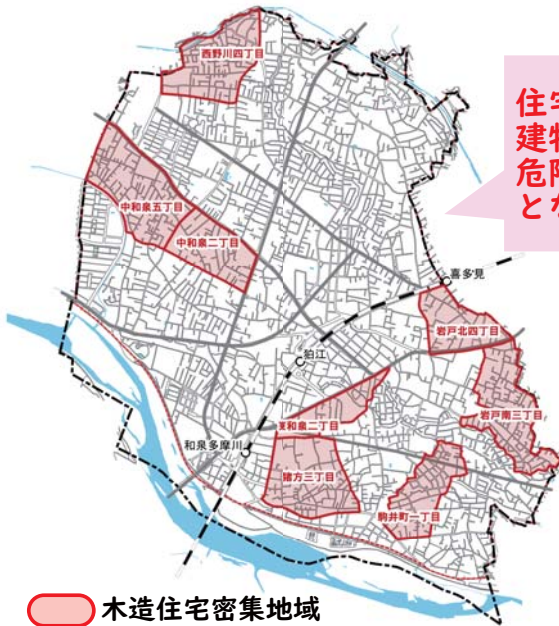 西野川四丁目
住宅
建物
危険
とな
中和泉五丁目
中和泉二丁目
喜多見
岩戸北四丁目
狛江
岩戸南三丁目
東和泉二丁目
和泉多摩川
猪方三丁目
駒井町一丁目
木造住宅密集地域